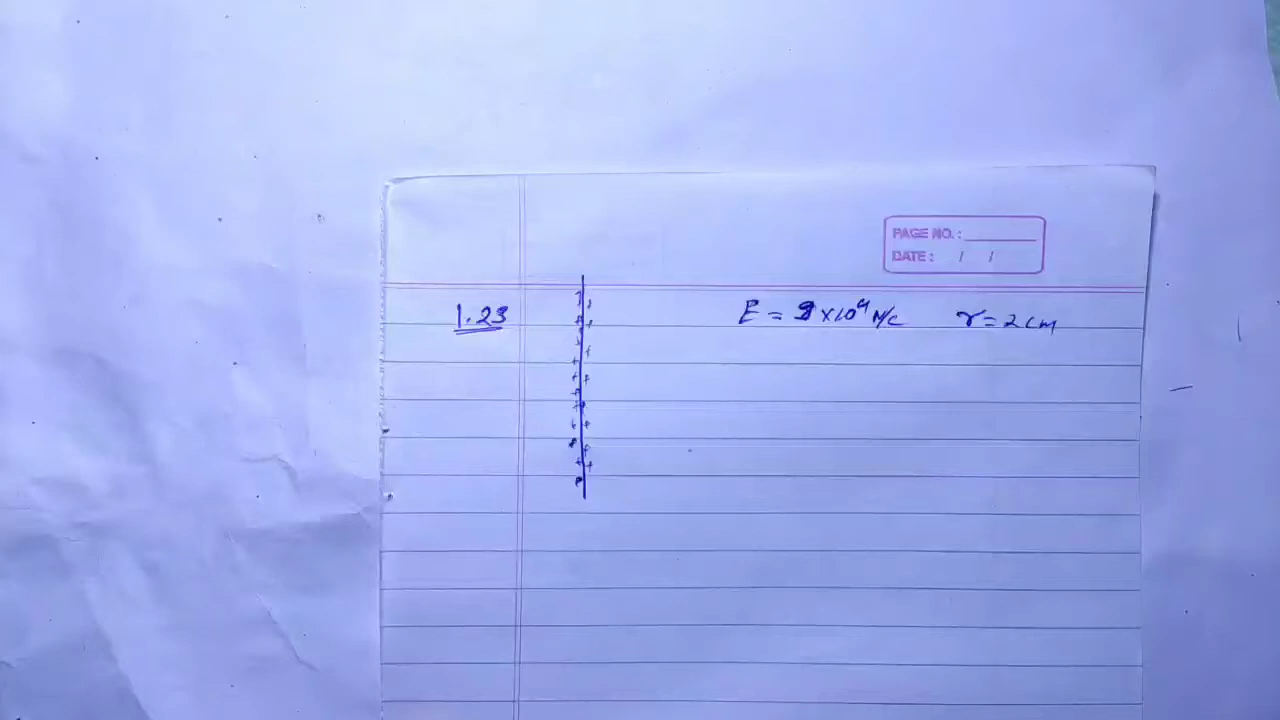 PAGE NO. :
DATE : / /
1.23 E = 9 ×10⁴ N/C r = 2 cm